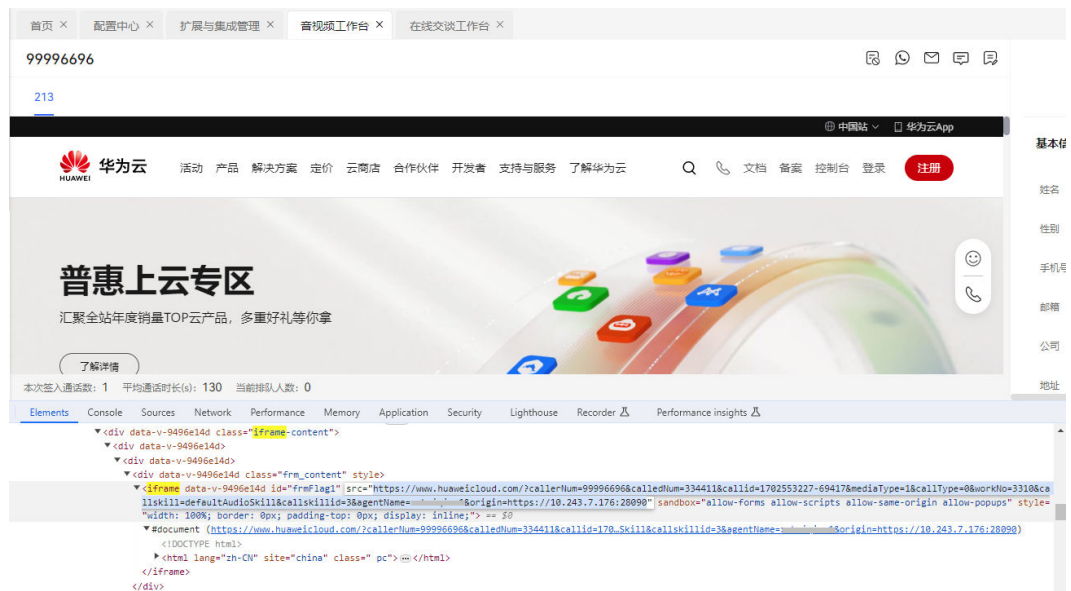 首页 × 配置中心 × 扩展与集成管理 × 音视频工作台 × 在线交谈工作台 ×
99996696
213
中国站 华为云App
HUAWEI 华为云 活动 产品 解决方案 定价 云商店 合作伙伴 开发者 支持与服务 了解华为云 文档 备案 控制台 登录 注册
普惠上云专区
汇聚全站年度销量TOP云产品，多重好礼等你拿
了解详情
基本信
姓名
性别
手机号
邮箱
公司
地址
本次签入通话数: 1 平均通话时长(s): 130 当前排队人数: 0
Elements Console Sources Network Performance Memory Application Security Lighthouse Recorder Performance insights
▼<div data-v-9496e14d class="iframe-content">
▼<div data-v-9496e14d>
▼<div data-v-9496e14d>
▼<div data-v-9496e14d class="frm_content" style>
▼<iframe data-v-9496e14d id="frmFlag1" src="https://www.huaweicloud.com/?callerNum=99996696&calledNum=334411&callid=1702553227-69417&mediaType=1&callType=0&workNo=3310&ca
llskill=defaultAudioSkill&callskillid=3&agentName= &origin=https://10.243.7.176:28090" sandbox="allow-forms allow-scripts allow-same-origin allow-popups" style=
"width: 100%; border: 0px; padding-top: 0px; display: inline;"> == $0
▼#document (https://www.huaweicloud.com/?callerNum=99996696&calledNum=334411&callid=170…Skill&callskillid=3&agentName= &origin=https://10.243.7.176:28090)
<!DOCTYPE html>
▶<html lang="zh-CN" site="china" class=" pc">…</html>
</iframe>
</div>